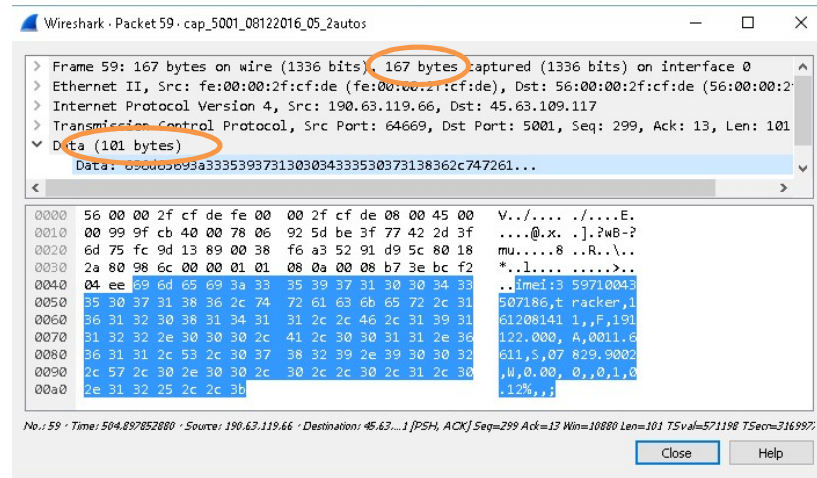 Wireshark · Packet 59 · cap_5001_08122016_05_2autos
> Frame 59: 167 bytes on wire (1336 bits), 167 bytes captured (1336 bits) on interface 0
> Ethernet II, Src: fe:00:00:2f:cf:de (fe:00:00:2f:cf:de), Dst: 56:00:00:2f:cf:de (56:00:00:2
> Internet Protocol Version 4, Src: 190.63.119.66, Dst: 45.63.109.117
> Transmission Control Protocol, Src Port: 64669, Dst Port: 5001, Seq: 299, Ack: 13, Len: 101
Data (101 bytes)
Data: 696d65693a3335393731303034333530373138362c747261...
0000 56 00 00 2f cf de fe 00 00 2f cf de 08 00 45 00 V../.... ./....E.
0010 00 99 9f cb 40 00 78 06 92 5d be 3f 77 42 2d 3f ....@.x. .].?wB-?
0020 6d 75 fc 9d 13 89 00 38 f6 a3 52 91 d9 5c 80 18 mu.....8 ..R..\..
0030 2a 80 98 6c 00 00 01 01 08 0a 00 08 b7 3e bc f2 *..l.... .....>..
0040 04 ee 69 6d 65 69 3a 33 35 39 37 31 30 30 34 33 ..imei:3 59710043
0050 35 30 37 31 38 36 2c 74 72 61 63 6b 65 72 2c 31 507186,t racker,1
0060 36 31 32 30 38 31 34 31 31 2c 2c 46 2c 31 39 31 61208141 1,,F,191
0070 31 32 32 2e 30 30 30 2c 41 2c 30 30 31 31 2e 36 122.000, A,0011.6
0080 36 31 31 2c 53 2c 30 37 38 32 39 2e 39 30 30 32 611,S,07 829.9002
0090 2c 57 2c 30 2e 30 30 2c 30 2c 2c 30 2c 31 2c 30 ,W,0.00, 0,,0,1,0
00a0 2e 31 32 25 2c 2c 3b .12%,,;
No.: 59 · Time: 504.897852880 · Source: 190.63.119.66 · Destination: 45.63....1 [PSH, ACK] Seq=299 Ack=13 Win=10880 Len=101 TSval=571198 TSecr=316997
Close Help